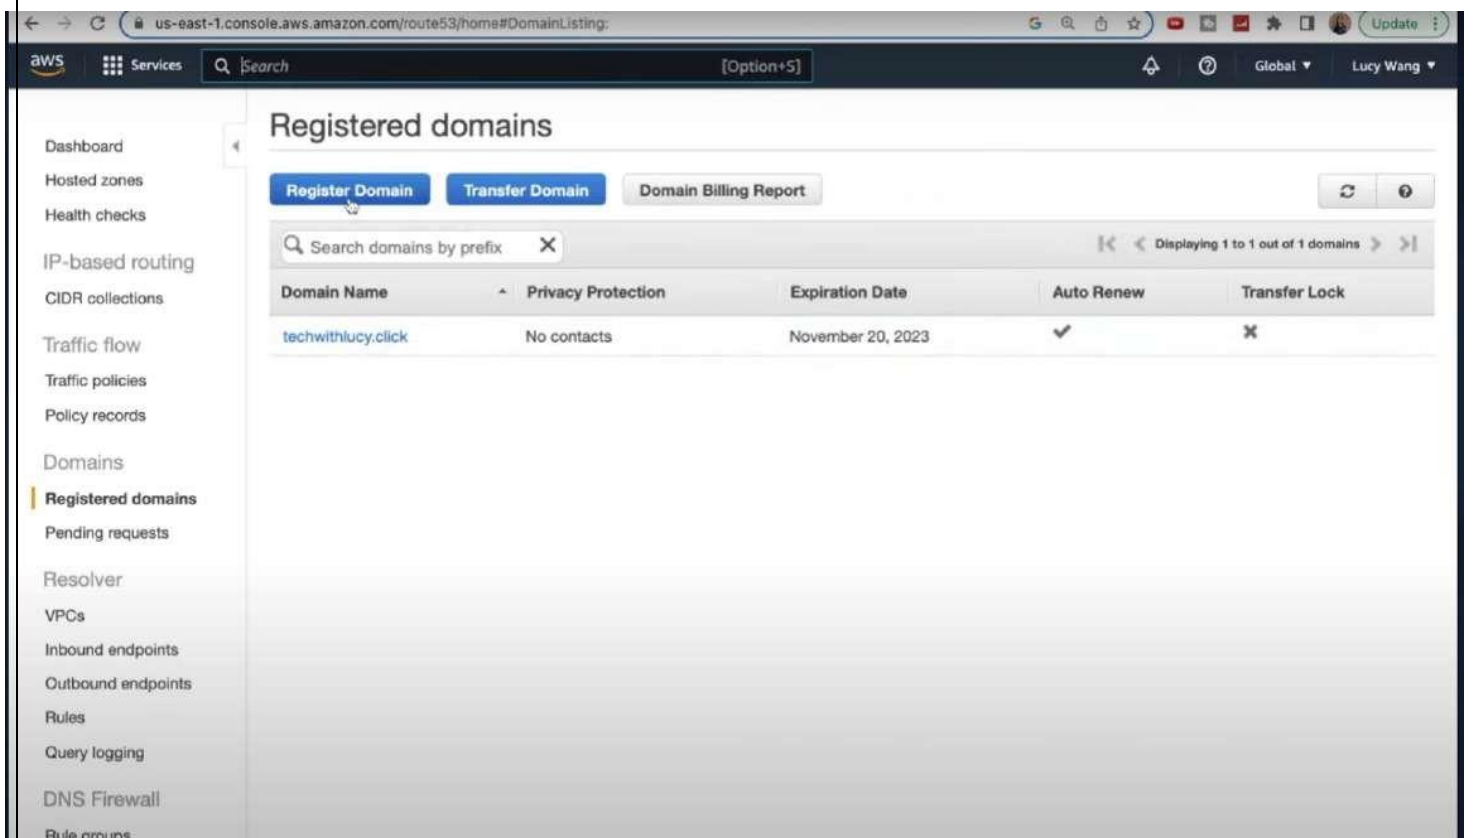 us-east-1.console.aws.amazon.com/route53/home#DomainListing:
Update
aws Services Search [Option+S] Global Lucy Wang
Dashboard
Hosted zones
Health checks
IP-based routing
CIDR collections
Traffic flow
Traffic policies
Policy records
Domains
Registered domains
Pending requests
Resolver
VPCs
Inbound endpoints
Outbound endpoints
Rules
Query logging
DNS Firewall
Rule groups
Registered domains
Register Domain Transfer Domain Domain Billing Report
Search domains by prefix Displaying 1 to 1 out of 1 domains
Domain Name Privacy Protection Expiration Date Auto Renew Transfer Lock
techwithlucy.click No contacts November 20, 2023